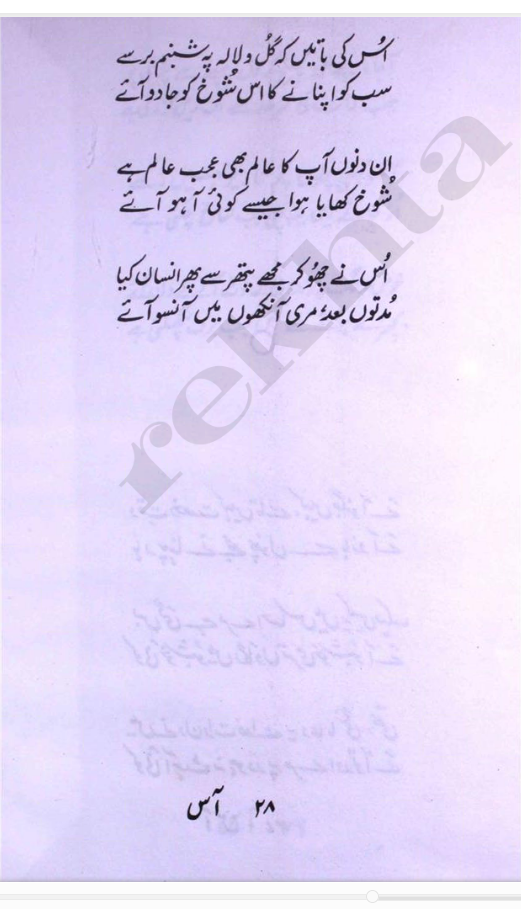 اُس کی باتیں کہ گُل و لالہ پہ شبنم برسے
سب کو اپنانے کا اس شُوخ کو جادو آئے
ان دنوں آپ کا عالم بھی عجب عالم ہے
شُوخ کھایا ہوا جیسے کوئی آہو آئے
اُس نے چھُو کر مجھے پتھر سے پھر انسان کیا
مُدتوں بعد، مری آنکھوں میں آنسو آئے
rekhta
۲۸ آس